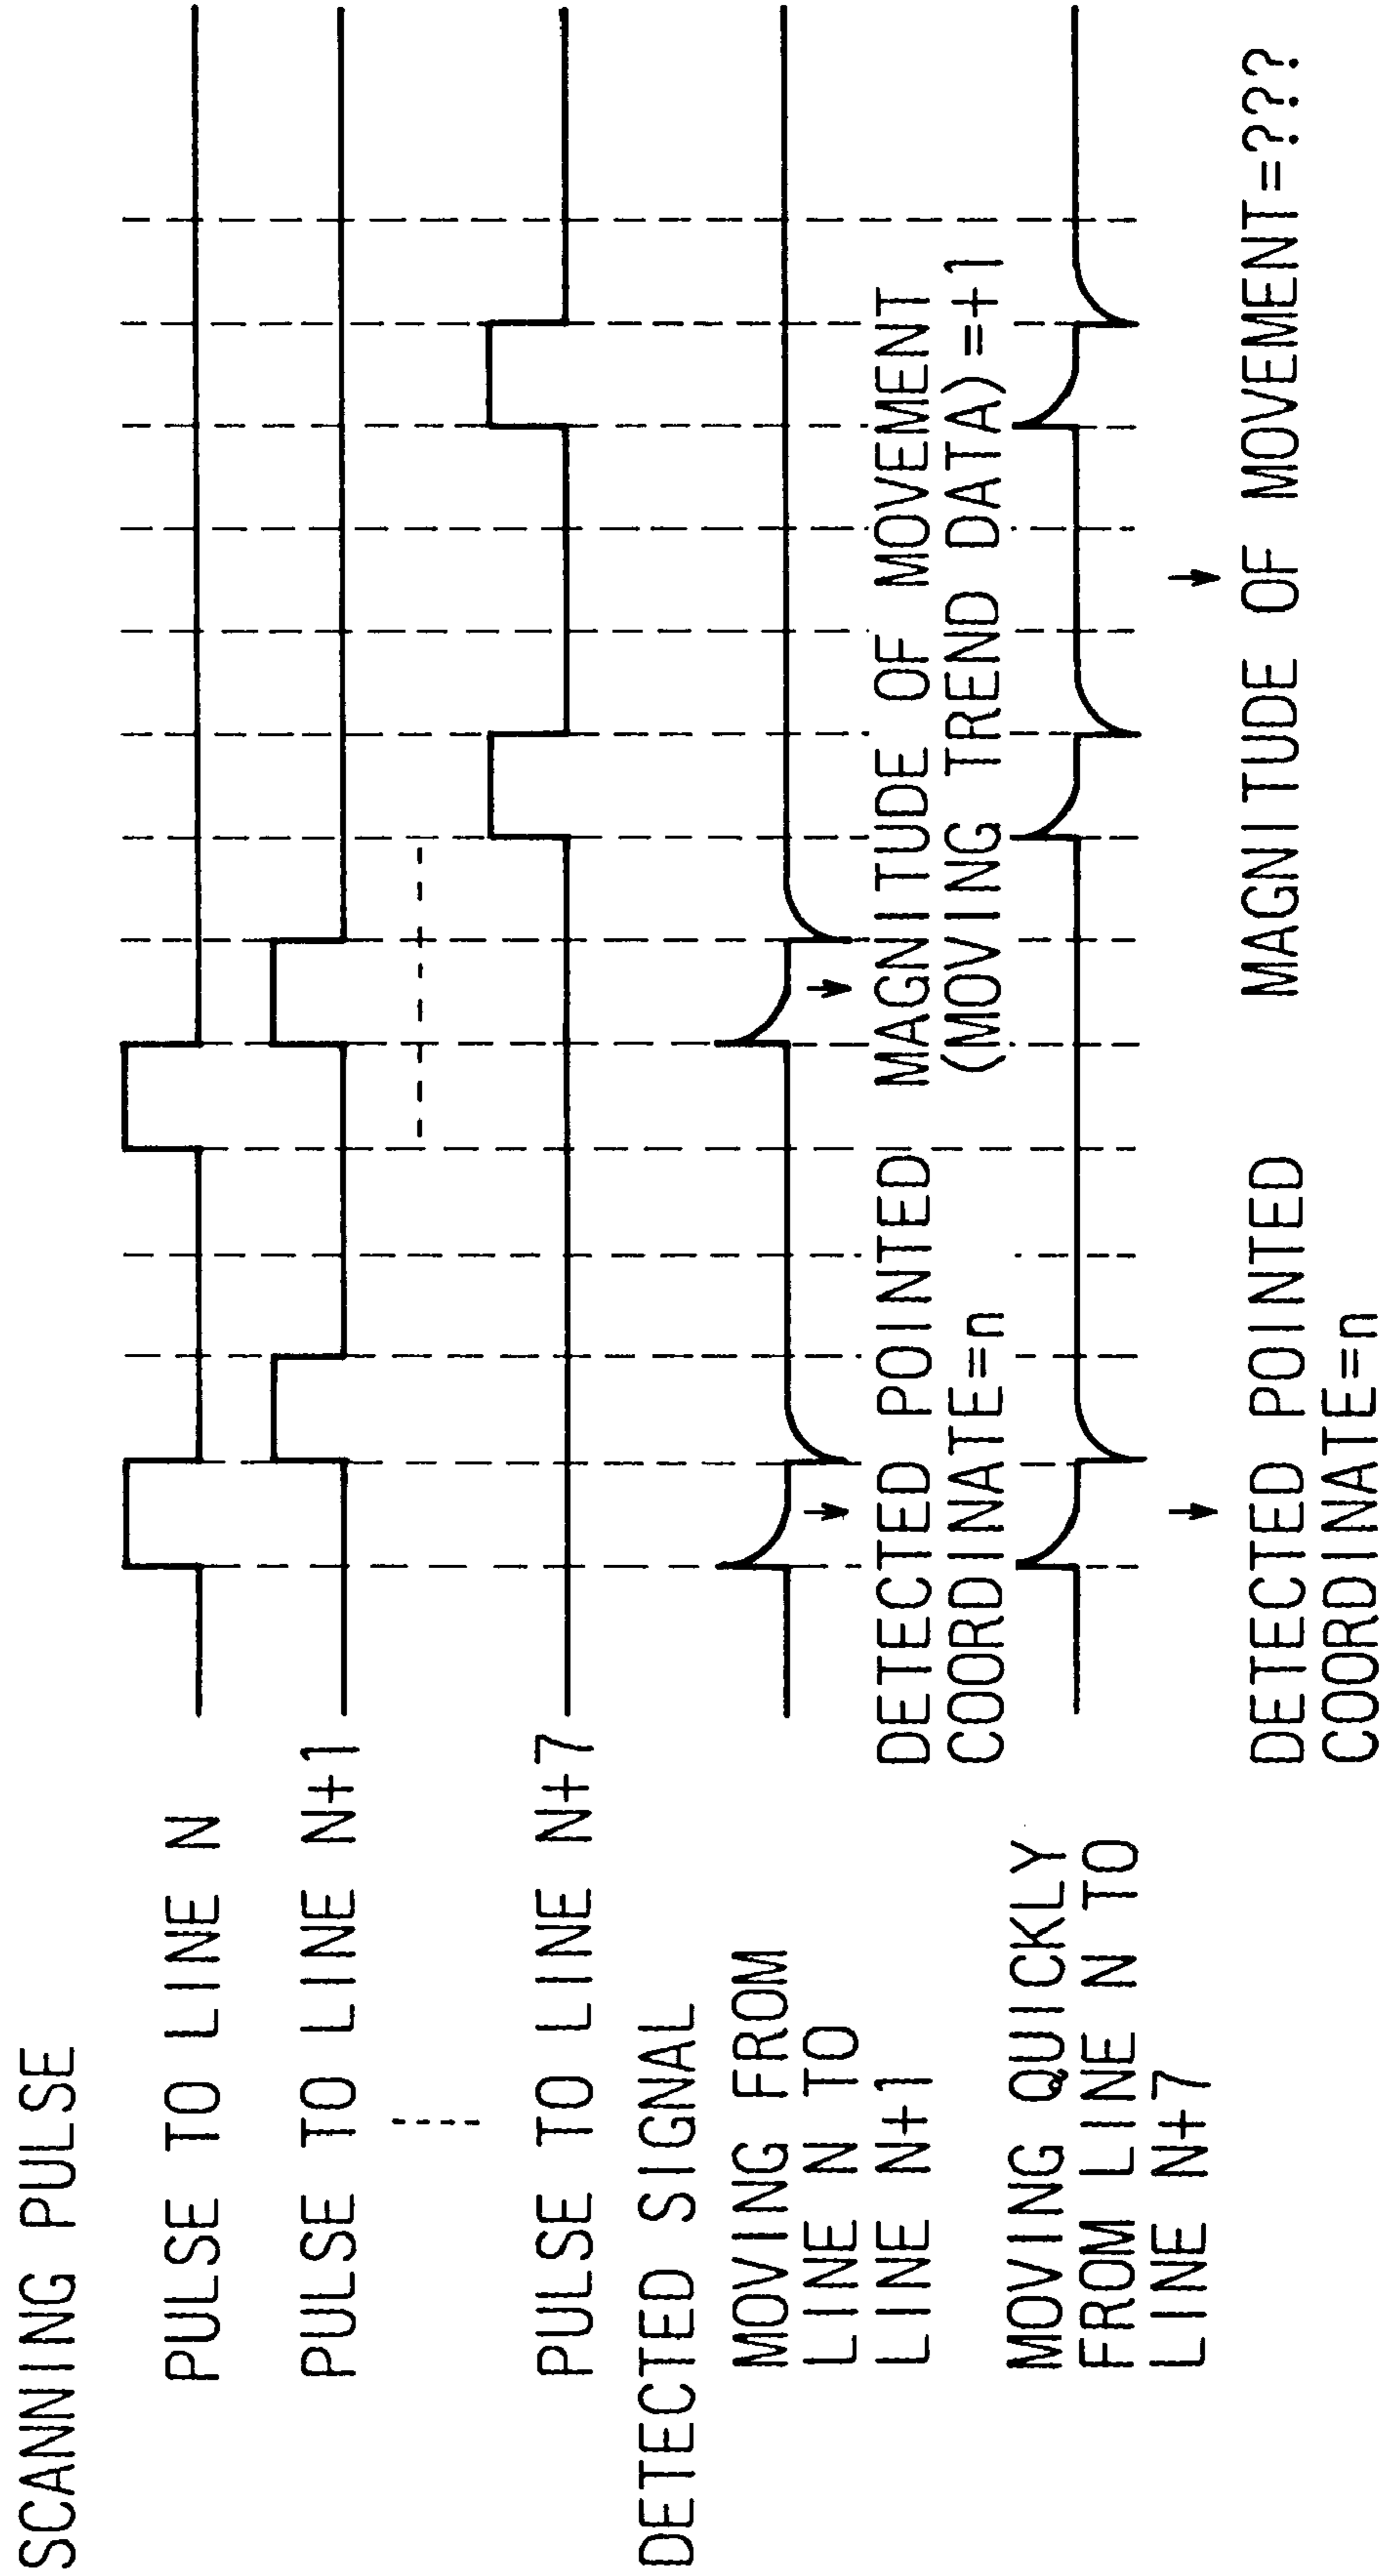 SCANNING PULSE
PULSE TO LINE N
PULSE TO LINE N+1
PULSE TO LINE N+7
DETECTED SIGNAL
MOVING FROM
LINE N TO
LINE N+1
DETECTED POINTED
COORDINATE=n
MAGNITUDE OF MOVEMENT
(MOVING TREND DATA)=+1
MOVING QUICKLY
FROM LINE N TO
LINE N+7
DETECTED POINTED
COORDINATE=n
MAGNITUDE OF MOVEMENT=???